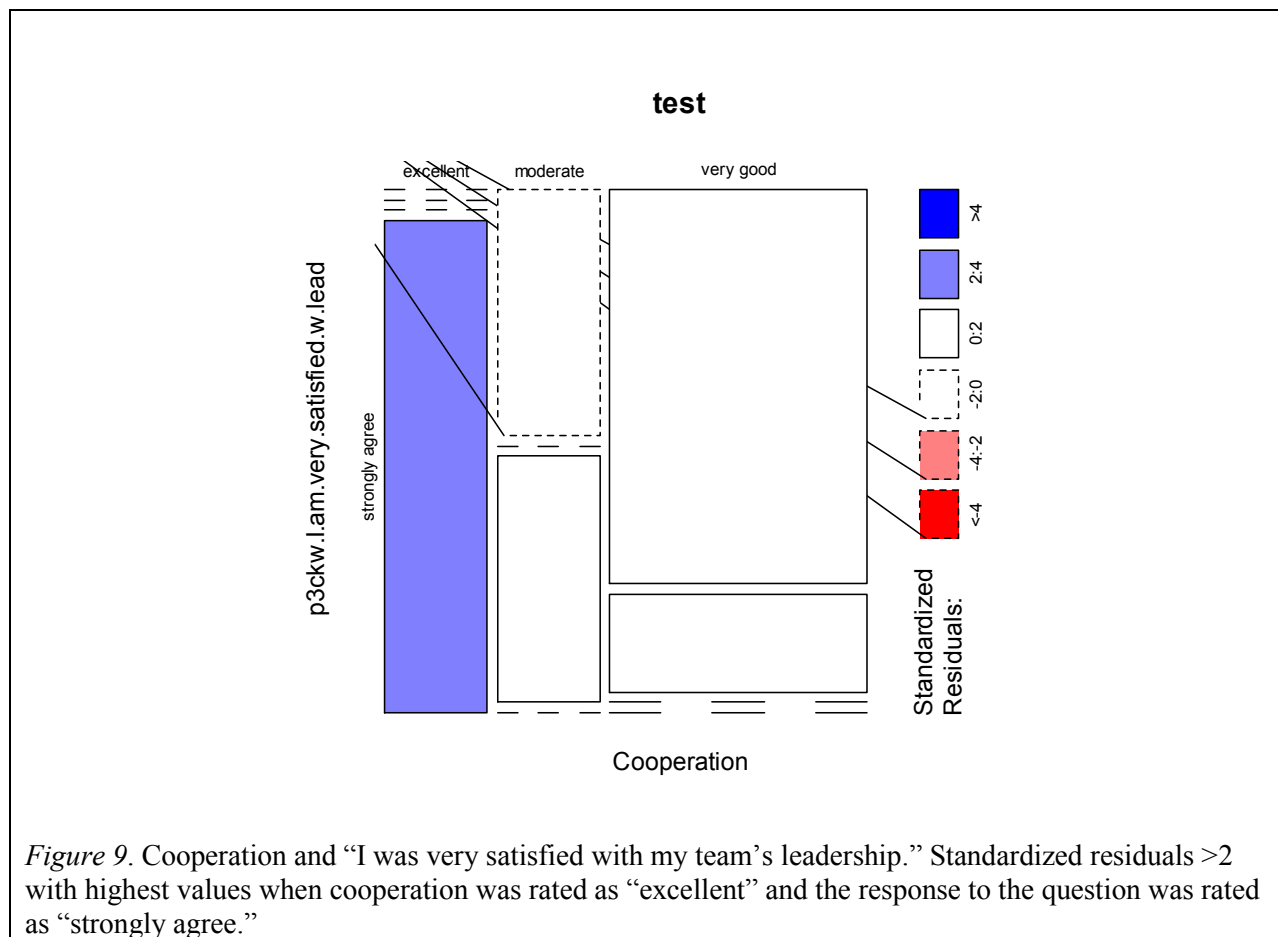 test
excellent
moderate
very good
p3ckw.I.am.very.satisfied.w.lead
strongly agree
>4
2:4
0:2
-2:0
-4:-2
<-4
Standardized
Residuals:
Cooperation
Figure 9. Cooperation and “I was very satisfied with my team’s leadership.” Standardized residuals >2
with highest values when cooperation was rated as “excellent” and the response to the question was rated
as “strongly agree.”